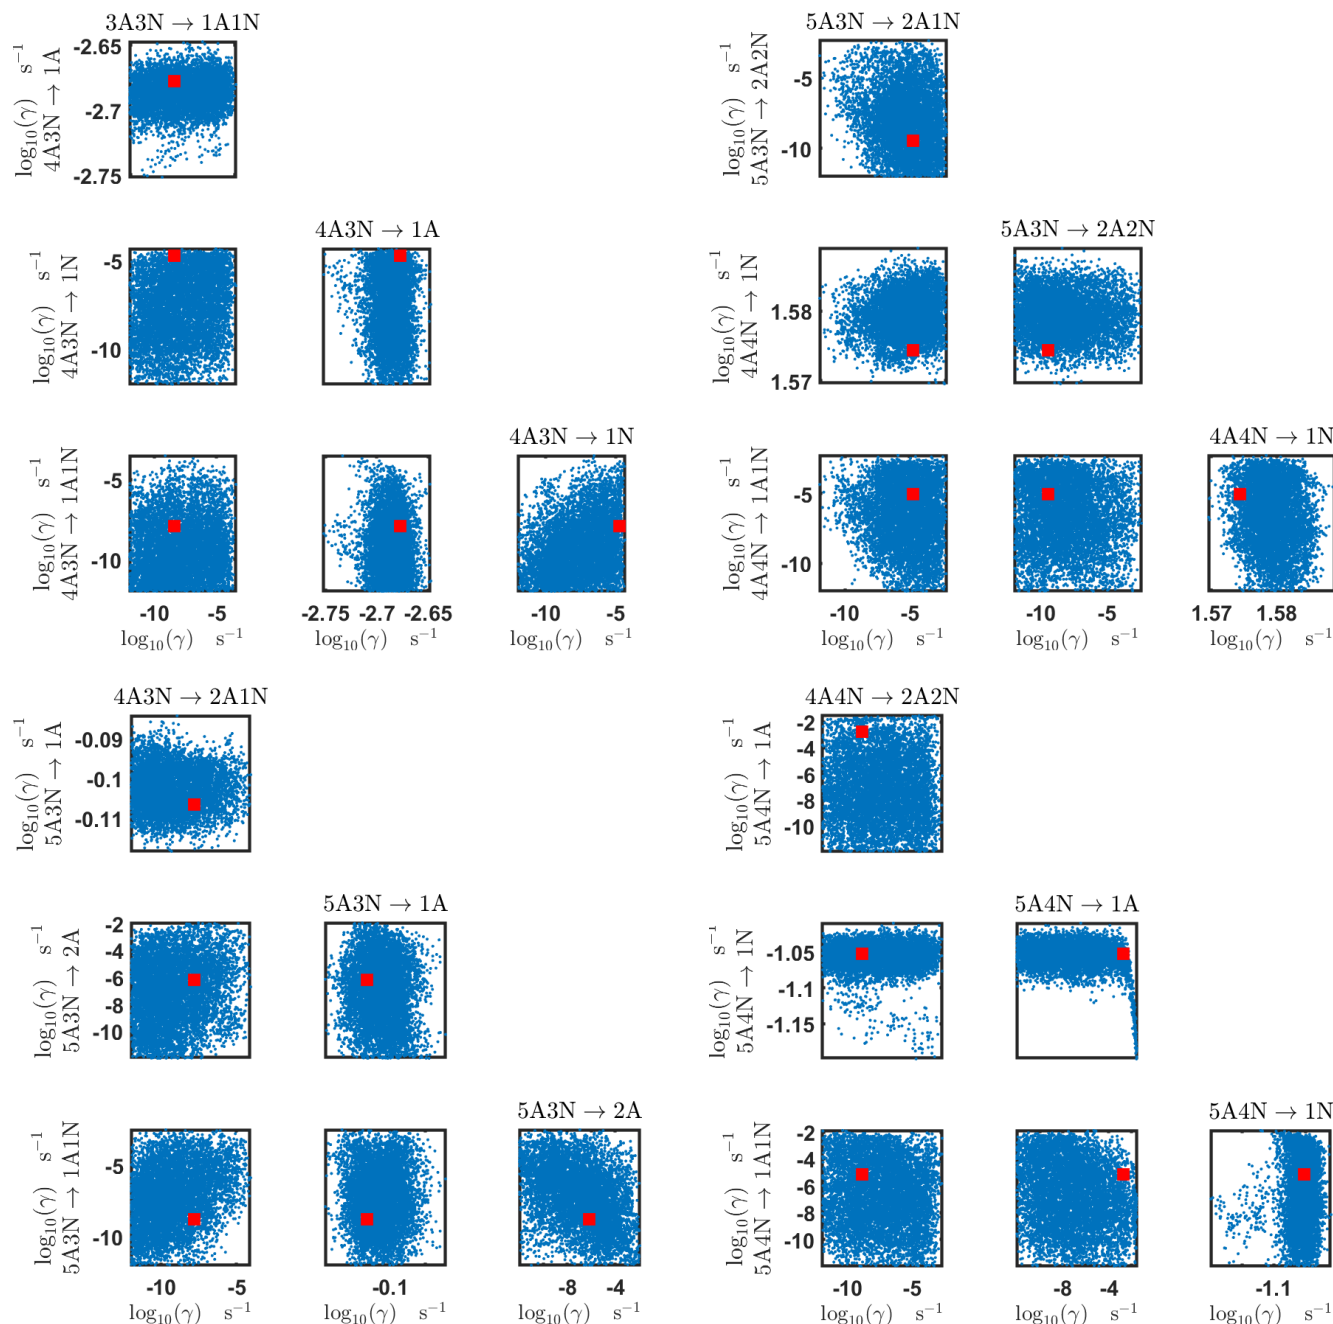 3A3N → 1A1N
log₁₀(γ) s⁻¹
4A3N → 1A
-2.65
-2.7
-2.75
4A3N → 1A
log₁₀(γ) s⁻¹
4A3N → 1N
-5
-10
4A3N → 1N
log₁₀(γ) s⁻¹
4A3N → 1A1N
-5
-10
-10 -5
-2.75 -2.7 -2.65
-10 -5
log₁₀(γ) s⁻¹
log₁₀(γ) s⁻¹
log₁₀(γ) s⁻¹
5A3N → 2A1N
log₁₀(γ) s⁻¹
5A3N → 2A2N
-5
-10
5A3N → 2A2N
log₁₀(γ) s⁻¹
4A4N → 1N
1.58
1.57
4A4N → 1N
log₁₀(γ) s⁻¹
4A4N → 1A1N
-5
-10
-10 -5
-10 -5
1.57 1.58
log₁₀(γ) s⁻¹
log₁₀(γ) s⁻¹
log₁₀(γ) s⁻¹
4A3N → 2A1N
log₁₀(γ) s⁻¹
5A3N → 1A
-0.09
-0.1
-0.11
5A3N → 1A
log₁₀(γ) s⁻¹
5A3N → 2A
-2
-4
-6
-8
-10
5A3N → 2A
log₁₀(γ) s⁻¹
5A3N → 1A1N
-5
-10
-10 -5
-0.1
-8 -4
log₁₀(γ) s⁻¹
log₁₀(γ) s⁻¹
log₁₀(γ) s⁻¹
4A4N → 2A2N
log₁₀(γ) s⁻¹
5A4N → 1A
-2
-4
-6
-8
-10
5A4N → 1A
log₁₀(γ) s⁻¹
5A4N → 1N
-1.05
-1.1
-1.15
5A4N → 1N
log₁₀(γ) s⁻¹
5A4N → 1A1N
-2
-4
-6
-8
-10
-10 -5
-8 -4
-1.1
log₁₀(γ) s⁻¹
log₁₀(γ) s⁻¹
log₁₀(γ) s⁻¹